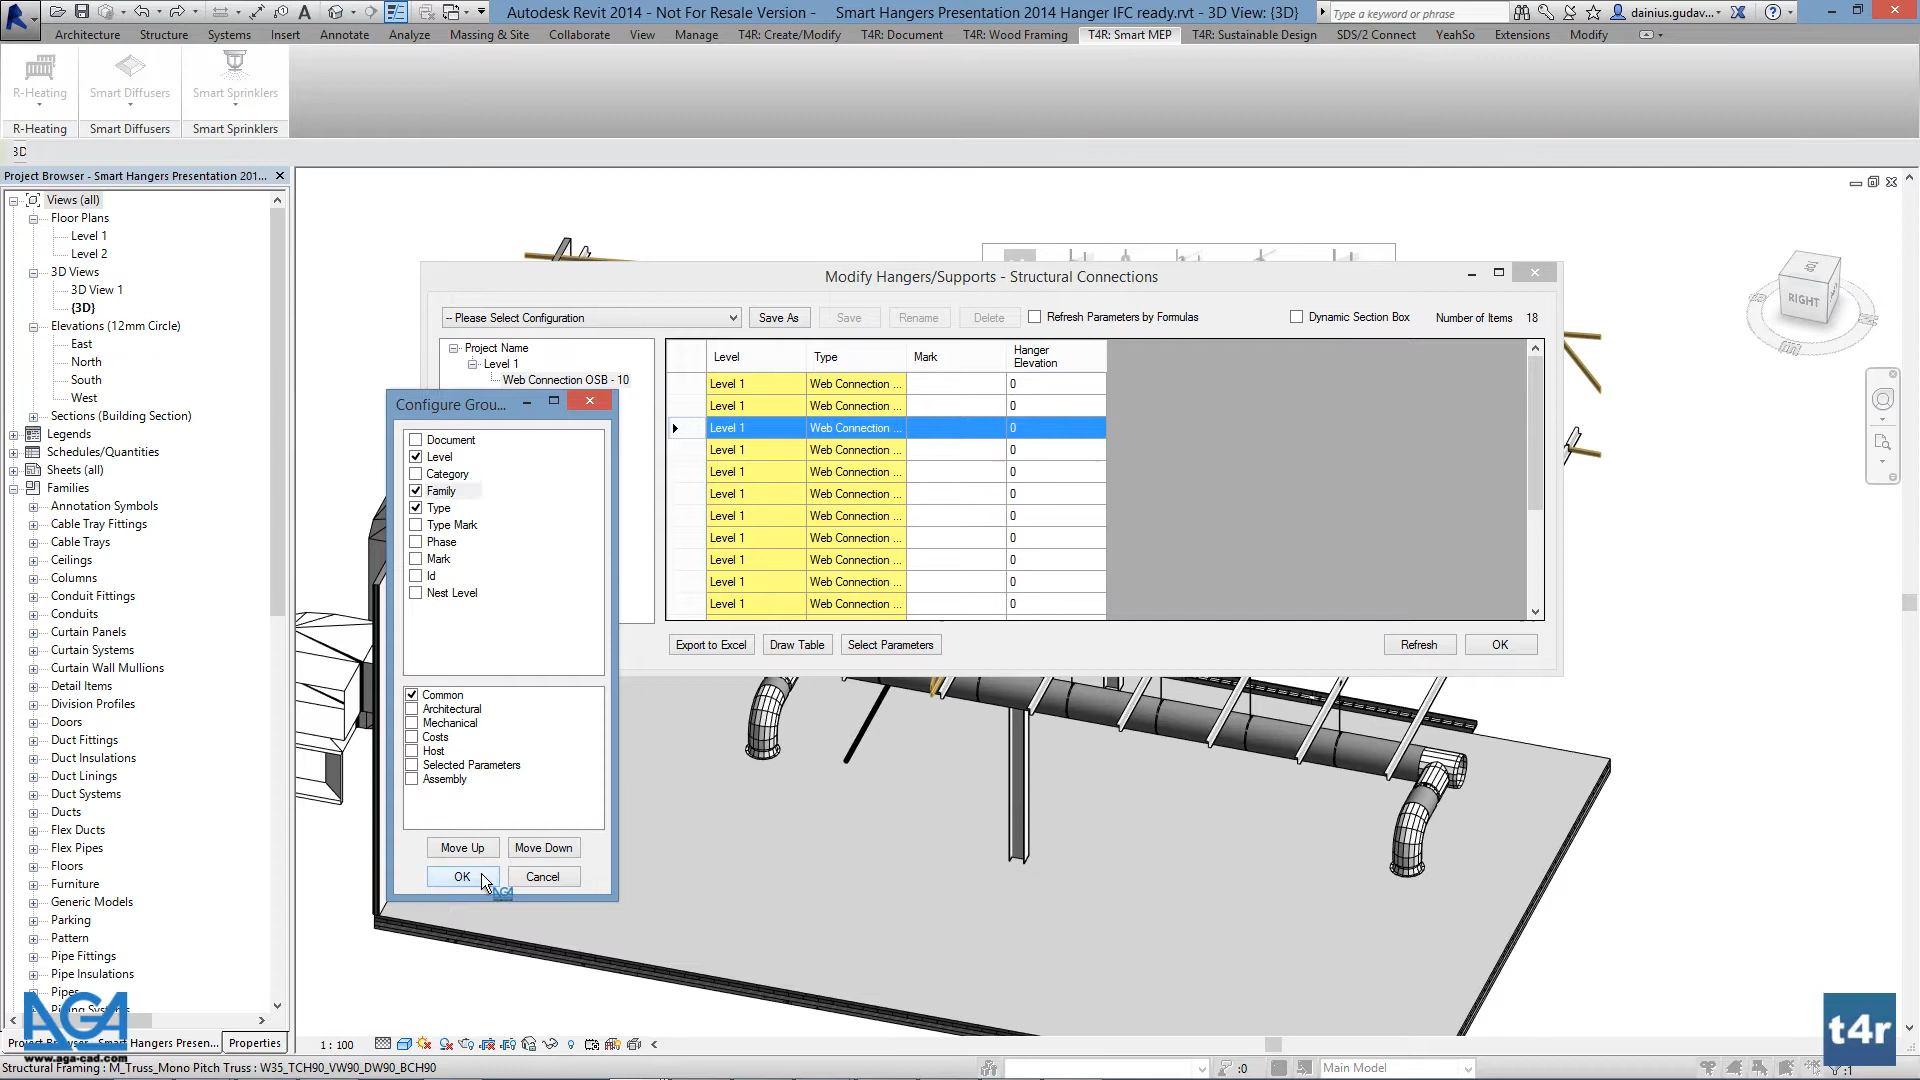 Autodesk Revit 2014 - Not For Resale Version - Smart Hangers Presentation 2014 Hanger IFC ready.rvt - 3D View: {3D}
Type a keyword or phrase
dainius.gudav...
Architecture Structure Systems Insert Annotate Analyze Massing & Site Collaborate View Manage T4R: Create/Modify T4R: Document T4R: Wood Framing T4R: Smart MEP T4R: Sustainable Design SDS/2 Connect YeahSo Extensions Modify
R-Heating Smart Diffusers Smart Sprinklers
R-Heating Smart Diffusers Smart Sprinklers
3D
Project Browser - Smart Hangers Presentation 201...
Views (all)
Floor Plans
Level 1
Level 2
3D Views
3D View 1
{3D}
Elevations (12mm Circle)
East
North
South
West
Sections (Building Section)
Legends
Schedules/Quantities
Sheets (all)
Families
Annotation Symbols
Cable Tray Fittings
Cable Trays
Ceilings
Columns
Conduit Fittings
Conduits
Curtain Panels
Curtain Systems
Curtain Wall Mullions
Detail Items
Division Profiles
Doors
Duct Fittings
Duct Insulations
Duct Linings
Duct Systems
Ducts
Flex Ducts
Flex Pipes
Floors
Furniture
Generic Models
Parking
Pattern
Pipe Fittings
Pipe Insulations
Pipes
AGA
www.aga-cad.com
Smart Hangers Presen...
Properties
Modify Hangers/Supports - Structural Connections
-- Please Select Configuration
Save As
Save
Rename
Delete
Refresh Parameters by Formulas
Dynamic Section Box
Number of Items 18
Project Name
Level 1
Web Connection OSB - 10
Level Type Mark Hanger Elevation
Level 1 Web Connection ... 0
Level 1 Web Connection ... 0
Level 1 Web Connection ... 0
Level 1 Web Connection ... 0
Level 1 Web Connection ... 0
Level 1 Web Connection ... 0
Level 1 Web Connection ... 0
Level 1 Web Connection ... 0
Level 1 Web Connection ... 0
Level 1 Web Connection ... 0
Level 1 Web Connection ... 0
Export to Excel
Draw Table
Select Parameters
Refresh
OK
Configure Grou...
Document
Level
Category
Family
Type
Type Mark
Phase
Mark
Id
Nest Level
Common
Architectural
Mechanical
Costs
Host
Selected Parameters
Assembly
Move Up
Move Down
OK
Cancel
AGA
TOP
RIGHT
1 : 100
t4r
Structural Framing : M_Truss_Mono Pitch Truss : W35_TCH90_VW90_DW90_BCH90
:0
Main Model
:1